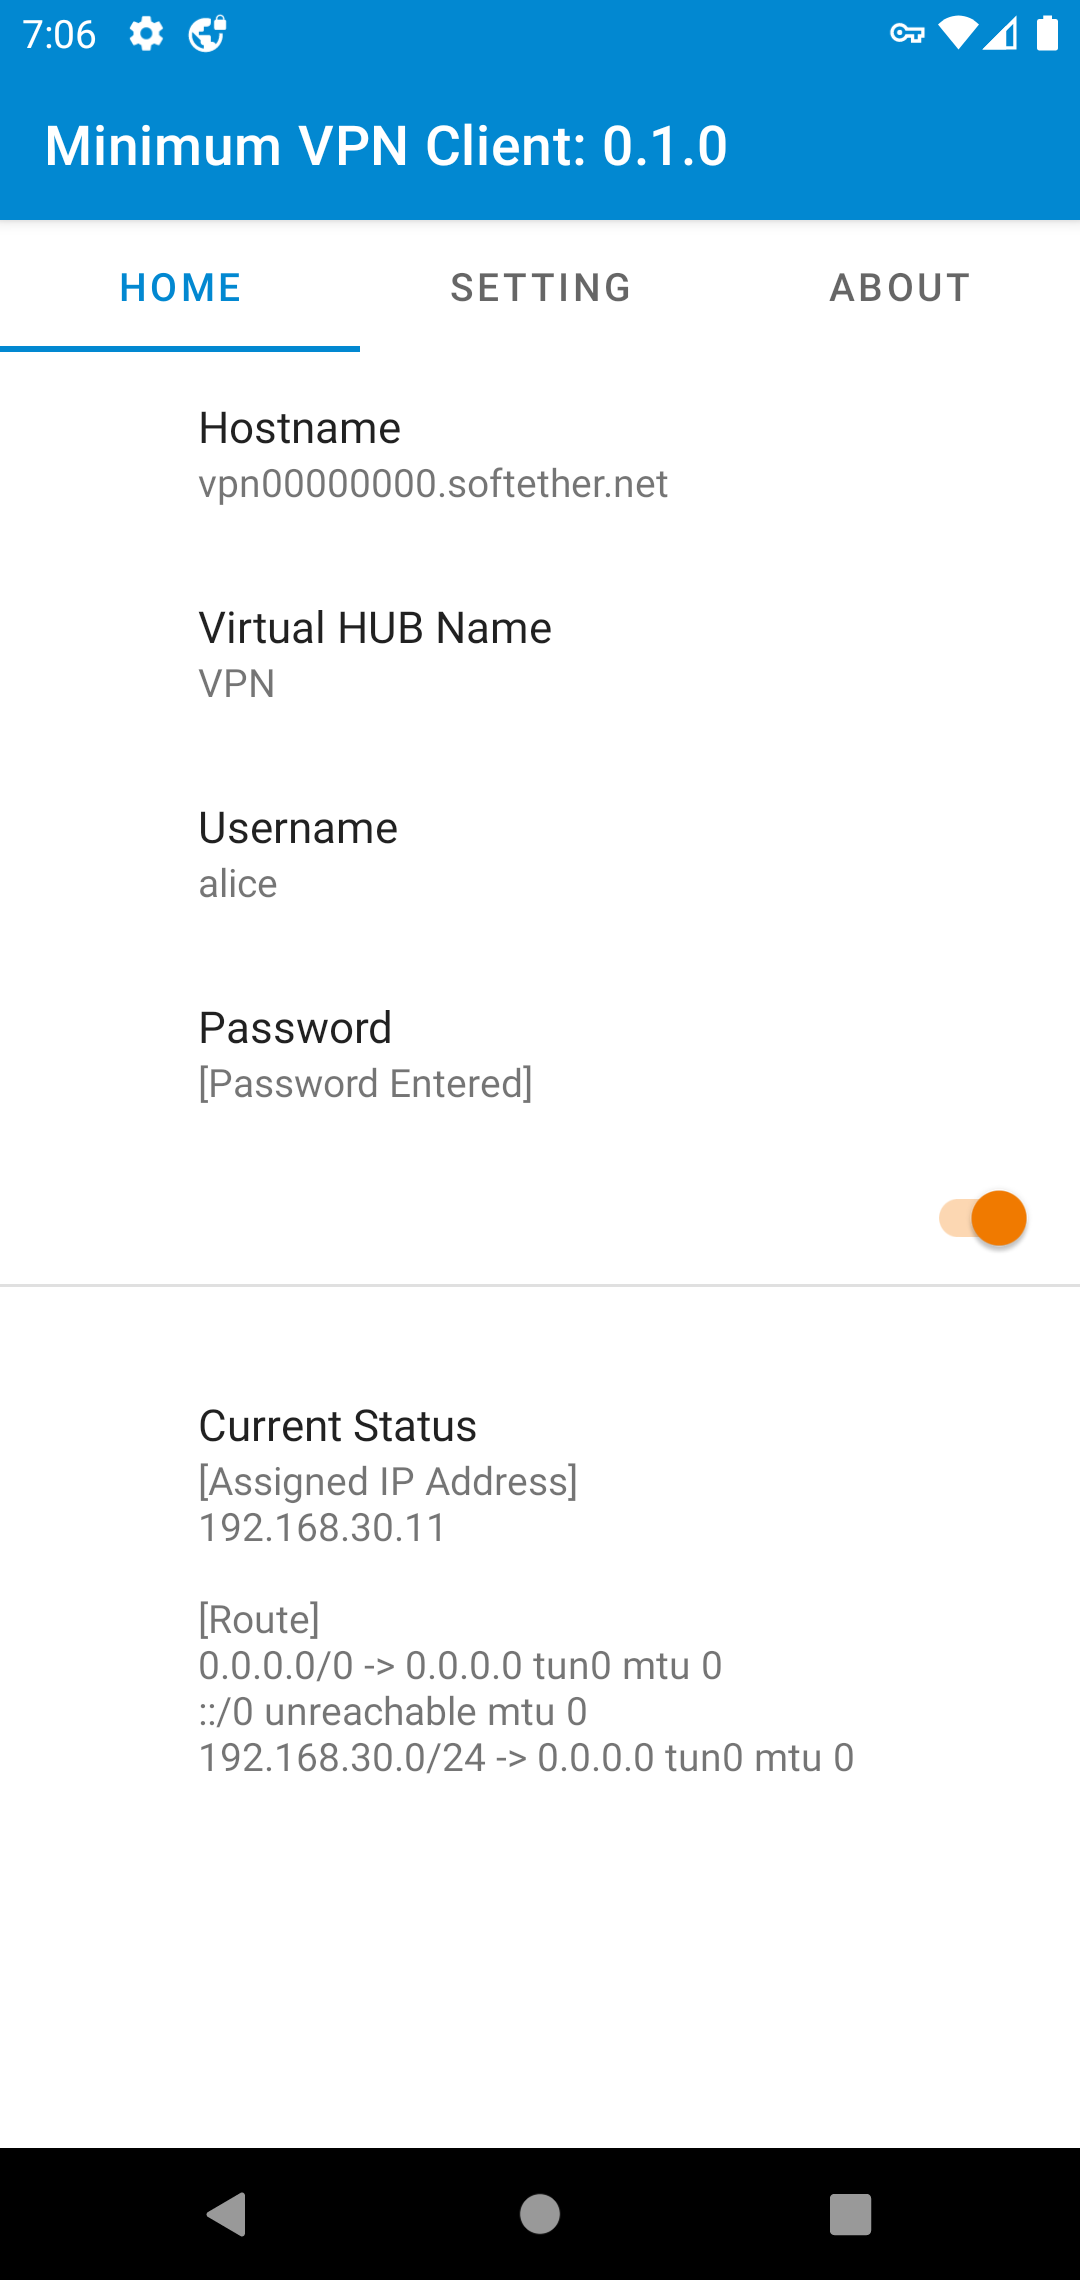 7:06
Minimum VPN Client: 0.1.0
HOME SETTING ABOUT
Hostname
vpn00000000.softether.net
Virtual HUB Name
VPN
Username
alice
Password
[Password Entered]
Current Status
[Assigned IP Address]
192.168.30.11
[Route]
0.0.0.0/0 -> 0.0.0.0 tun0 mtu 0
::/0 unreachable mtu 0
192.168.30.0/24 -> 0.0.0.0 tun0 mtu 0